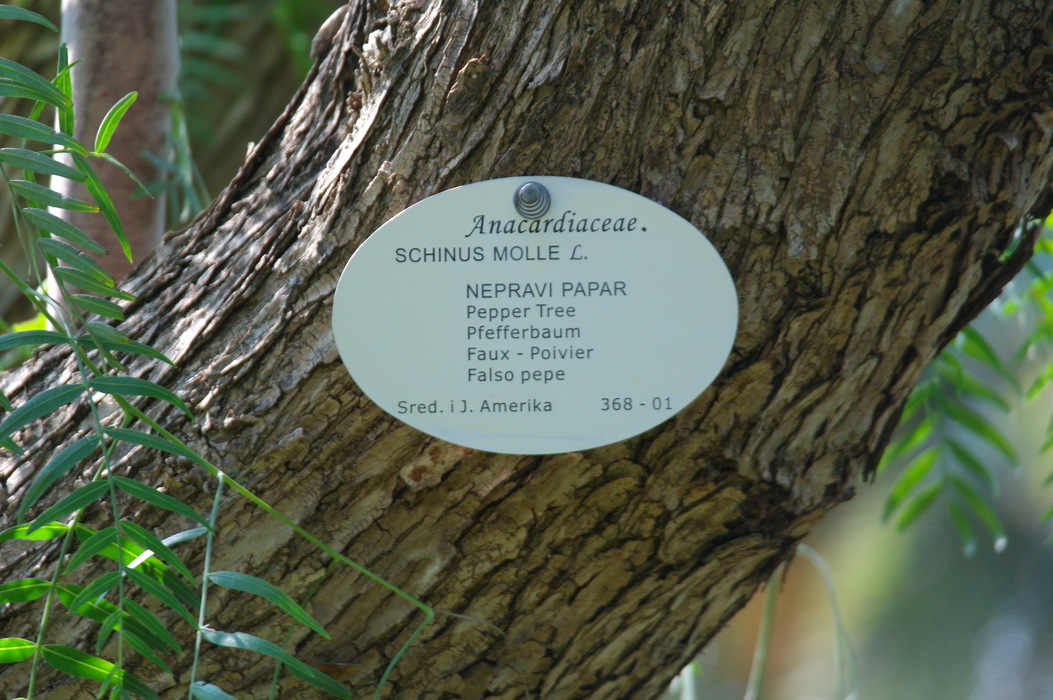 Anacardiaceae.
SCHINUS MOLLE L.
NEPRAVI PAPAR
Pepper Tree
Pfefferbaum
Faux - Poivier
Falso pepe
Sred. i J. Amerika 368 - 01